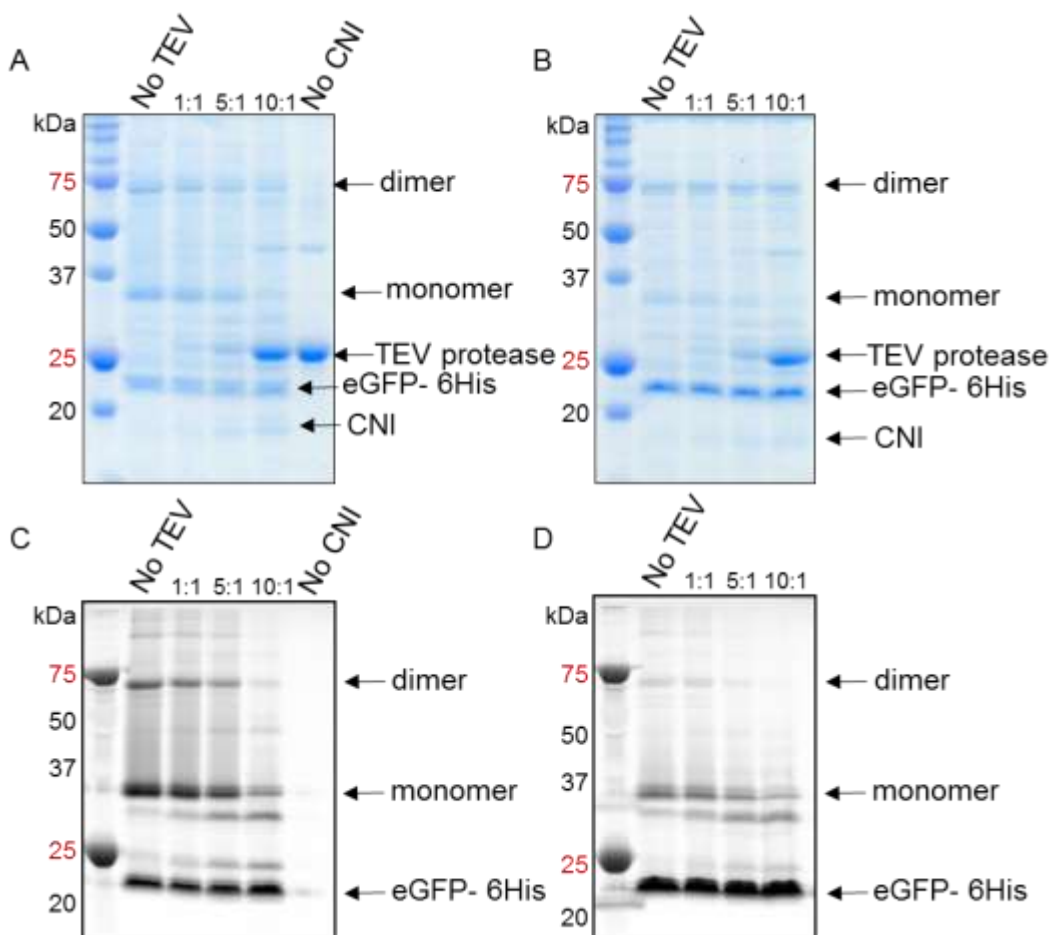 A
No TEV
1:1
5:1
10:1
No CNI
kDa
75
50
37
25
20
dimer
monomer
TEV protease
eGFP- 6His
CNI
B
No TEV
1:1
5:1
10:1
kDa
75
50
37
25
20
dimer
monomer
TEV protease
eGFP- 6His
CNI
C
No TEV
1:1
5:1
10:1
No CNI
kDa
75
50
37
25
20
dimer
monomer
eGFP- 6His
D
No TEV
1:1
5:1
10:1
kDa
75
50
37
25
20
dimer
monomer
eGFP- 6His